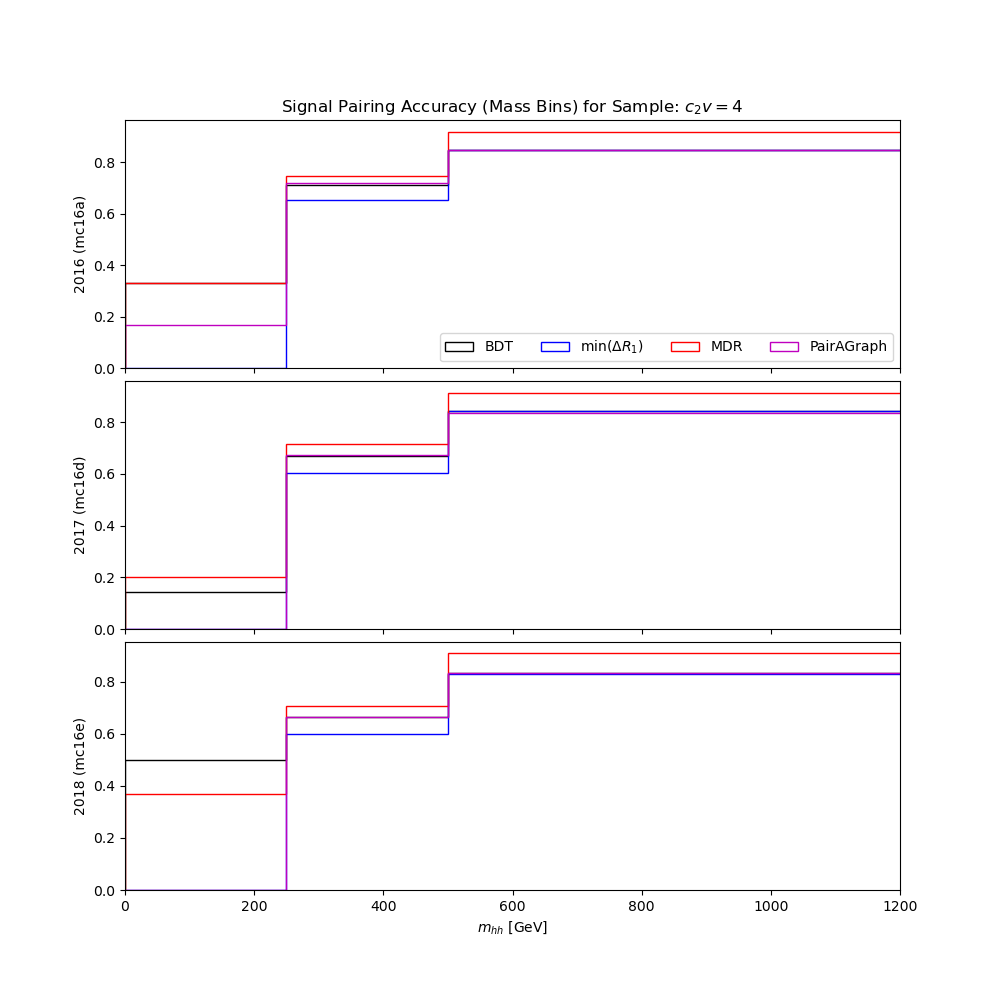 Signal Pairing Accuracy (Mass Bins) for Sample: c₂v = 4
0.8
0.6
0.4
0.2
0.0
2016 (mc16a)
BDT min(ΔR₁) MDR PairAGraph
0.8
0.6
0.4
0.2
0.0
2017 (mc16d)
0.8
0.6
0.4
0.2
0.0
2018 (mc16e)
0 200 400 600 800 1000 1200
mₕₕ [GeV]